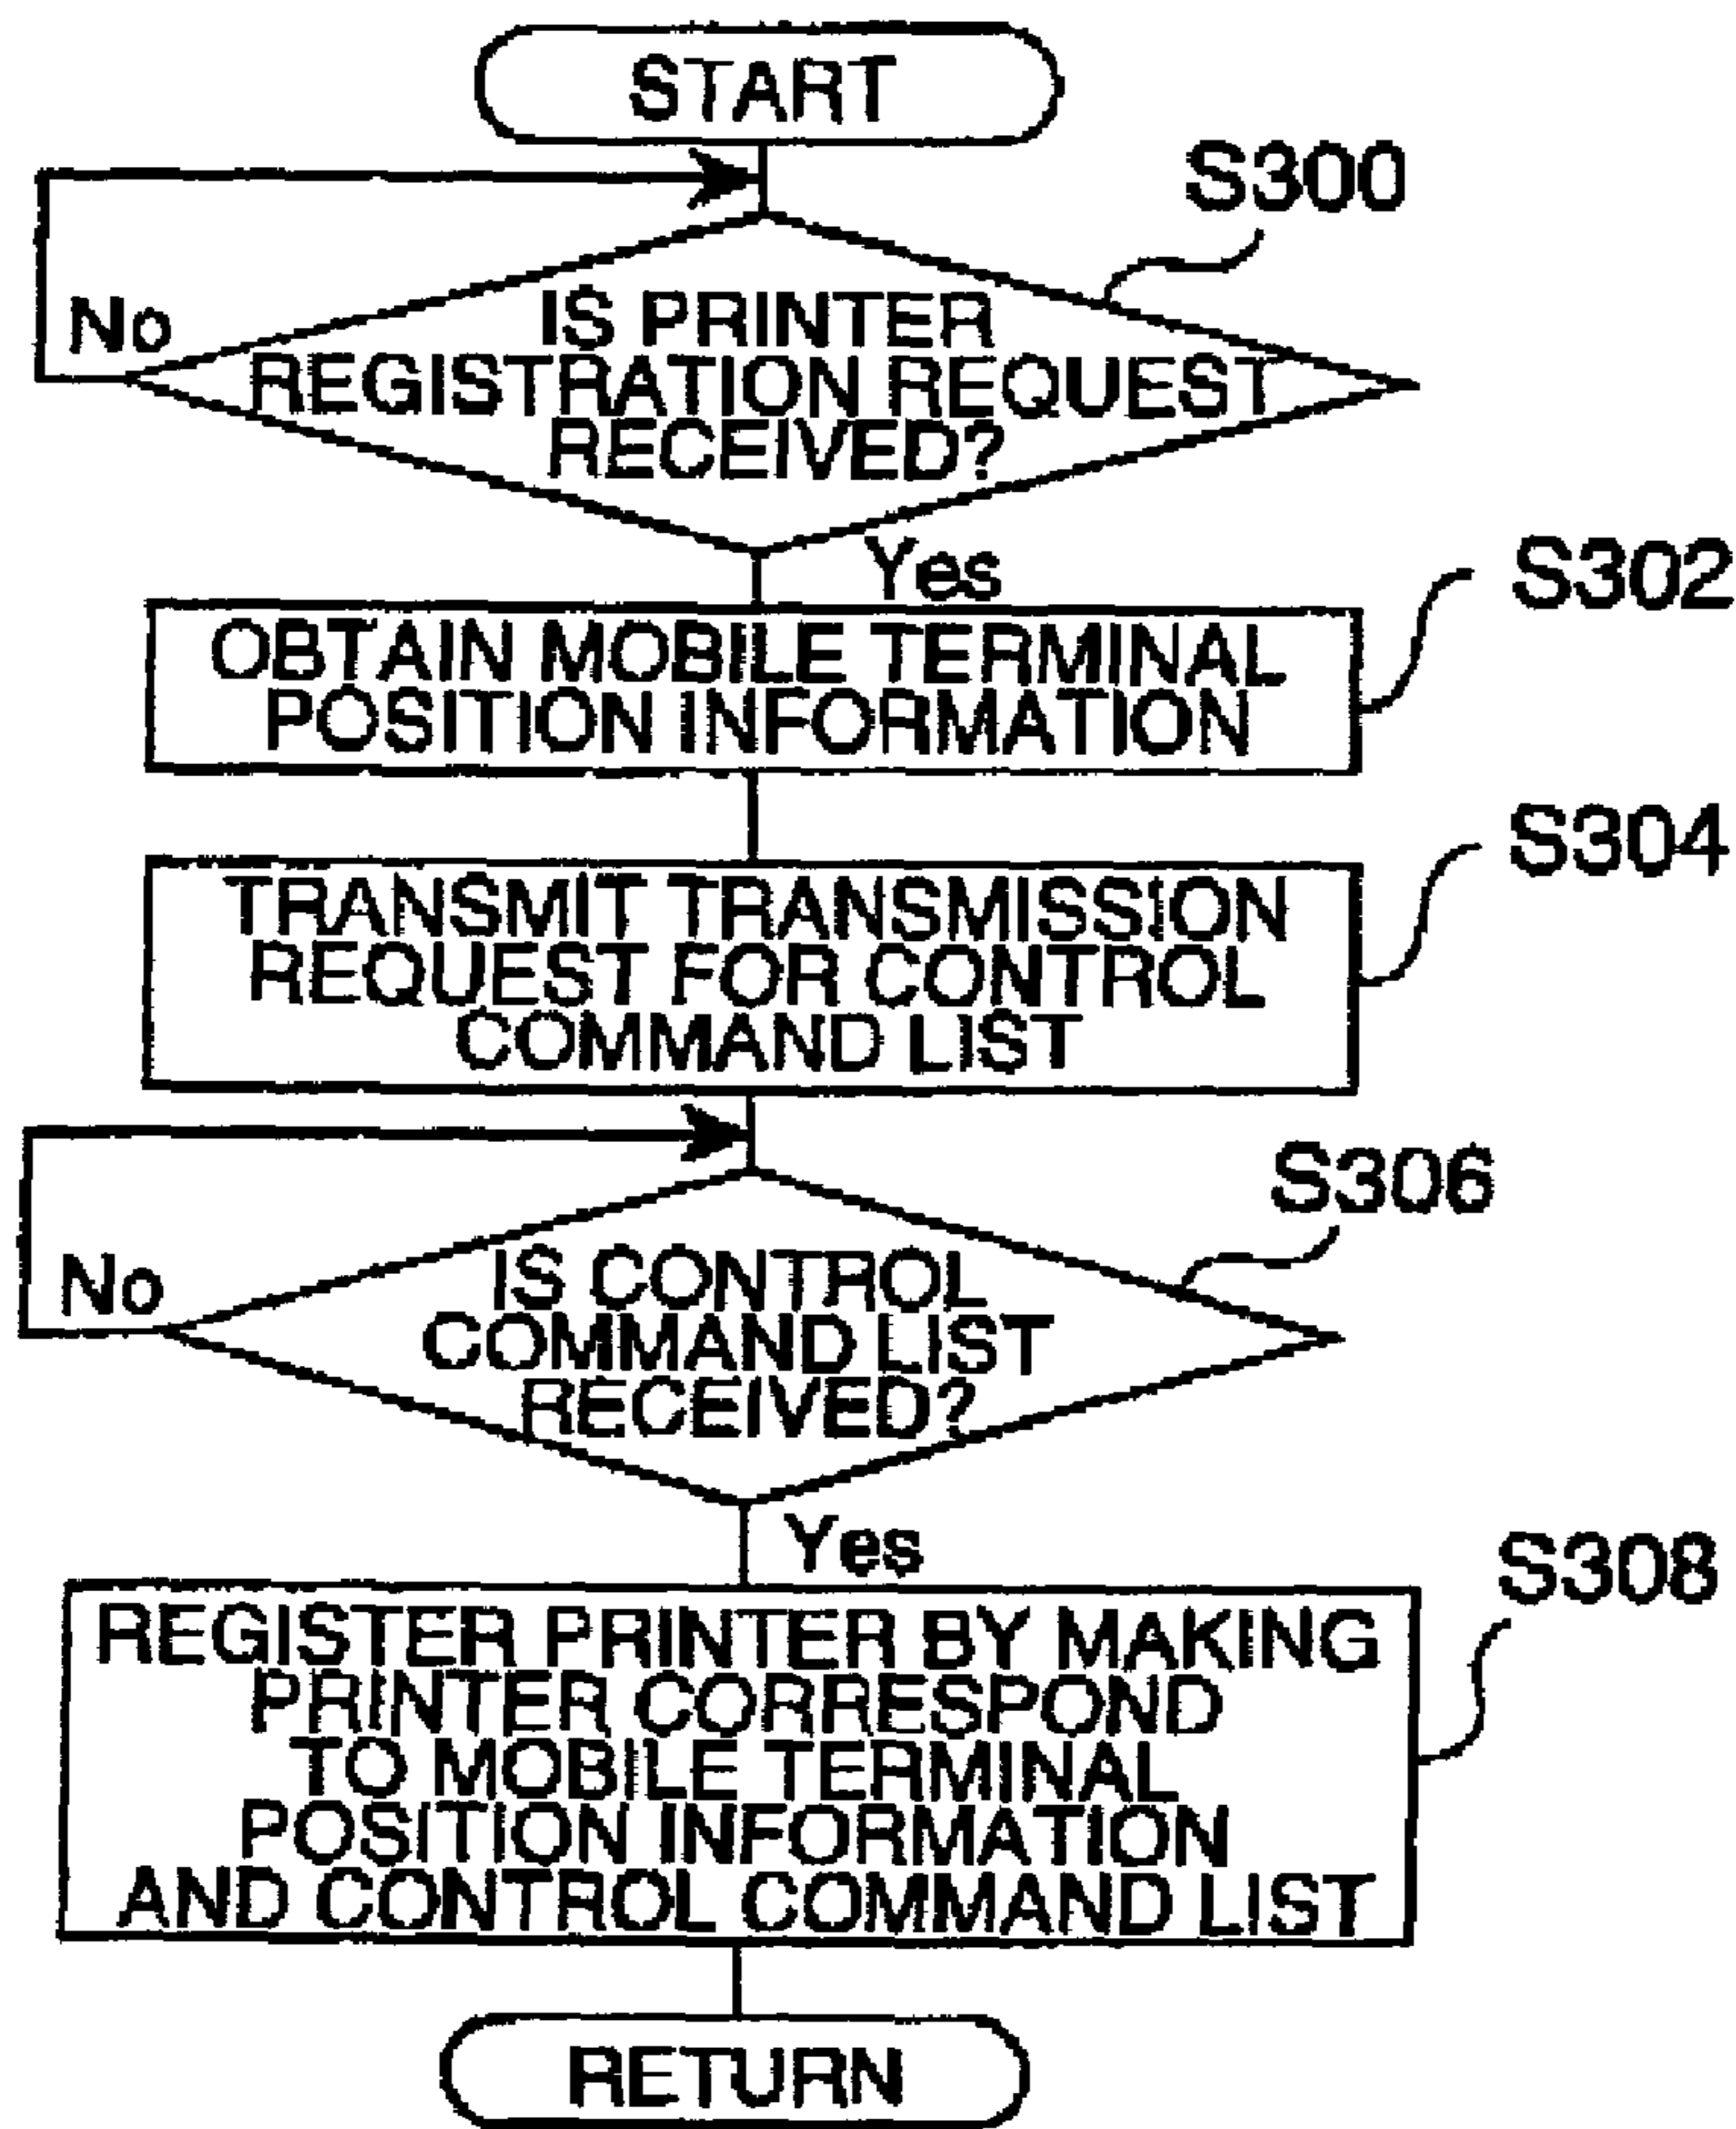 START
S300
No
IS PRINTER
REGISTRATION REQUEST
RECEIVED?
Yes
S302
OBTAIN MOBILE TERMINAL
POSITION INFORMATION
S304
TRANSMIT TRANSMISSION
REQUEST FOR CONTROL
COMMAND LIST
S306
No
IS CONTROL
COMMAND LIST
RECEIVED?
Yes
S308
REGISTER PRINTER BY MAKING
PRINTER CORRESPOND
TO MOBILE TERMINAL
POSITION INFORMATION
AND CONTROL COMMAND LIST
RETURN